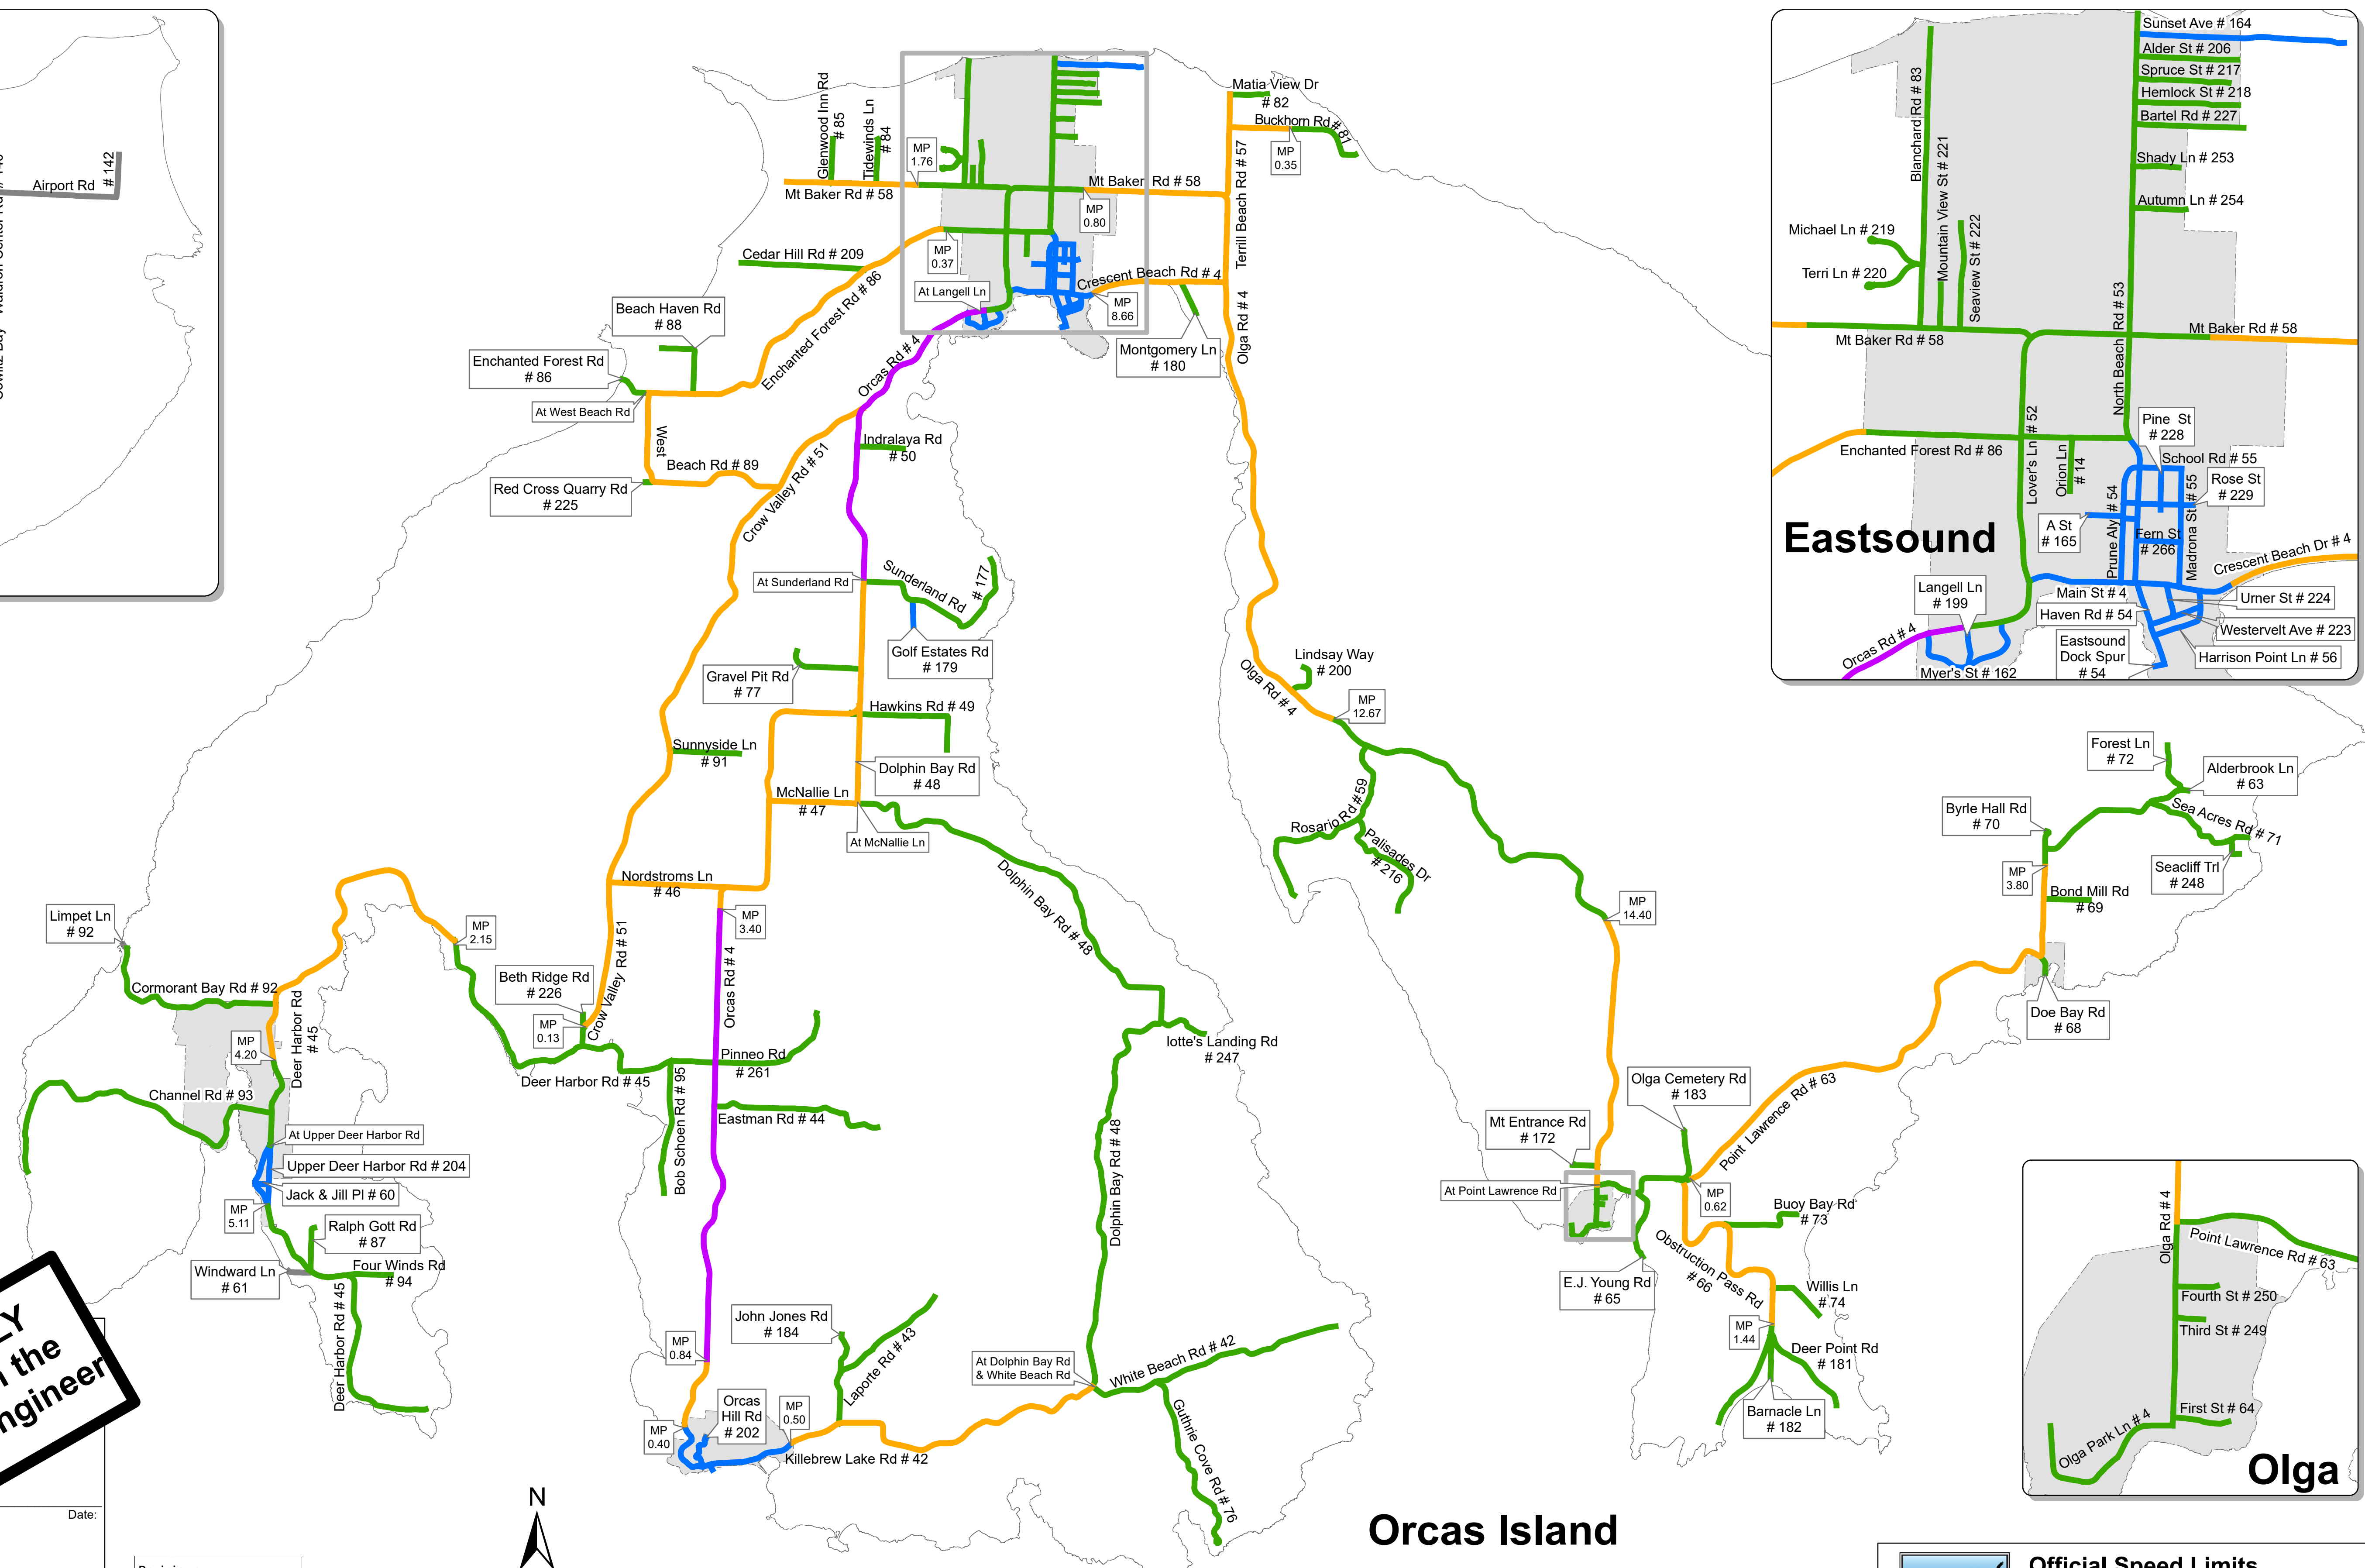 Airport Rd
# 142
Glenwood Inn Rd
# 85
Tidewinds Ln
# 84
MP
1.76
Mt Baker Rd # 58
Matia View Dr
# 82
Buckhorn Rd # 81
MP
0.35
Mt Baker Rd # 58
MP
0.80
Terrill Beach Rd # 57
Cedar Hill Rd # 209
MP
0.37
Crescent Beach Rd # 4
At Langell Ln
MP
8.66
Enchanted Forest Rd # 86
Beach Haven Rd
# 88
Enchanted Forest Rd
# 86
At West Beach Rd
Orcas Rd # 4
Montgomery Ln
# 180
Olga Rd # 4
West
Beach Rd # 89
Crow Valley Rd # 51
Indralaya Rd
# 50
Red Cross Quarry Rd
# 225
At Sunderland Rd
Sunderland Rd
# 177
Golf Estates Rd
# 179
Gravel Pit Rd
# 77
Hawkins Rd # 49
Sunnyside Ln
# 91
Dolphin Bay Rd
# 48
McNallie Ln
# 47
At McNallie Ln
Lindsay Way
# 200
Olga Rd # 4
MP
12.67
Rosario Rd # 59
Palisades Dr
# 216
Nordstroms Ln
# 46
Dolphin Bay Rd # 48
MP
3.40
MP
14.40
Limpet Ln
# 92
MP
2.15
Beth Ridge Rd
# 226
MP
0.13
Crow Valley Rd # 51
Orcas Rd # 4
Cormorant Bay Rd # 92
Deer Harbor Rd
# 45
MP
4.20
Channel Rd # 93
Deer Harbor Rd # 45
Pinneo Rd
# 261
Eastman Rd # 44
Bob Schoen Rd # 95
lotte's Landing Rd
# 247
Dolphin Bay Rd # 48
At Upper Deer Harbor Rd
Upper Deer Harbor Rd # 204
Jack & Jill Pl # 60
MP
5.11
Ralph Gott Rd
# 87
Windward Ln
# 61
Four Winds Rd
# 94
Deer Harbor Rd # 45
MP
0.84
John Jones Rd
# 184
Laporte Rd # 43
At Dolphin Bay Rd
& White Beach Rd
White Beach Rd # 42
Orcas
Hill Rd
# 202
MP
0.50
MP
0.40
Killebrew Lake Rd # 42
Guthrie Cove Rd # 76
Mt Entrance Rd
# 172
Olga Cemetery Rd
# 183
At Point Lawrence Rd
MP
0.62
Point Lawrence Rd # 63
E.J. Young Rd
# 65
Obstruction Pass Rd
# 66
Buoy Bay Rd
# 73
Willis Ln
# 74
MP
1.44
Deer Point Rd
# 181
Barnacle Ln
# 182
Forest Ln
# 72
Alderbrook Ln
# 63
Byrle Hall Rd
# 70
Sea Acres Rd # 71
Seacliff Trl
# 248
MP
3.80
Bond Mill Rd
# 69
Doe Bay Rd
# 68
Sunset Ave # 164
Alder St # 206
Spruce St # 217
Hemlock St # 218
Bartel Rd # 227
Shady Ln # 253
Autumn Ln # 254
Blanchard Rd # 83
Mountain View St # 221
Seaview St # 222
Michael Ln # 219
Terri Ln # 220
North Beach Rd # 53
Mt Baker Rd # 58
Mt Baker Rd # 58
Enchanted Forest Rd # 86
Lover's Ln # 52
Orion Ln
# 14
Pine St
# 228
School Rd # 55
Rose St
# 229
A St
# 165
Prune Aly # 54
Fern St
# 266
Madrona St # 55
Crescent Beach Dr # 4
Eastsound
Langell Ln
# 199
Main St # 4
Haven Rd # 54
Urner St # 224
Westervelt Ave # 223
Harrison Point Ln # 56
Eastsound
Dock Spur
# 54
Orcas Rd # 4
Myer's St # 162
Olga Rd # 4
Point Lawrence Rd # 63
Fourth St # 250
Third St # 249
First St # 64
Olga Park Ln # 4
Olga
LY
the
ngineer
Date:
N
Orcas Island
Official Speed Limits